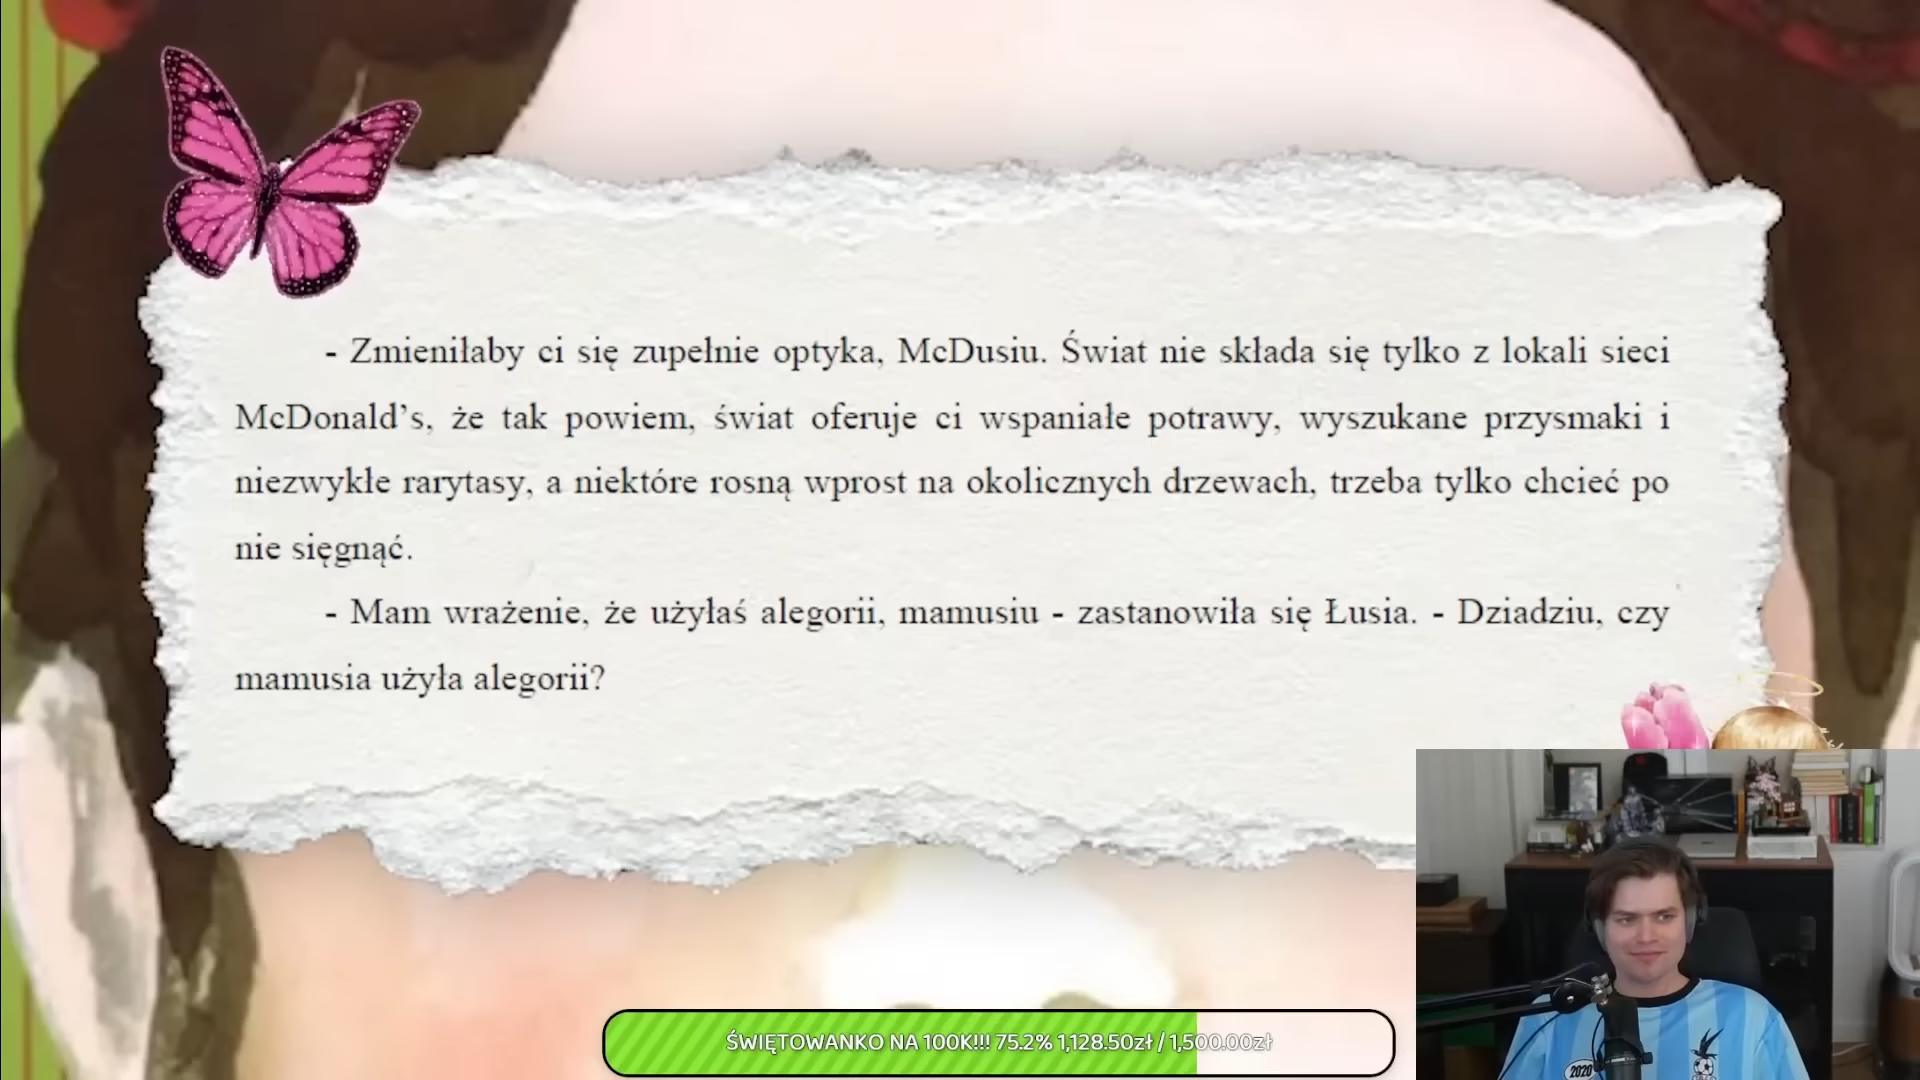 - Zmieniłaby ci się zupełnie optyka, McDusiu. Świat nie składa się tylko z lokali sieci
McDonald’s, że tak powiem, świat oferuje ci wspaniałe potrawy, wyszukane przysmaki i
niezwykłe rarytasy, a niektóre rosną wprost na okolicznych drzewach, trzeba tylko chcieć po
nie sięgnąć.
- Mam wrażenie, że użyłaś alegorii, mamusiu - zastanowiła się Łusia. - Dziadziu, czy
mamusia użyła alegorii?
ŚWIĘTOWANKO NA 100K!!! 75.2% 1,128.50zł / 1,500.00zł
2020